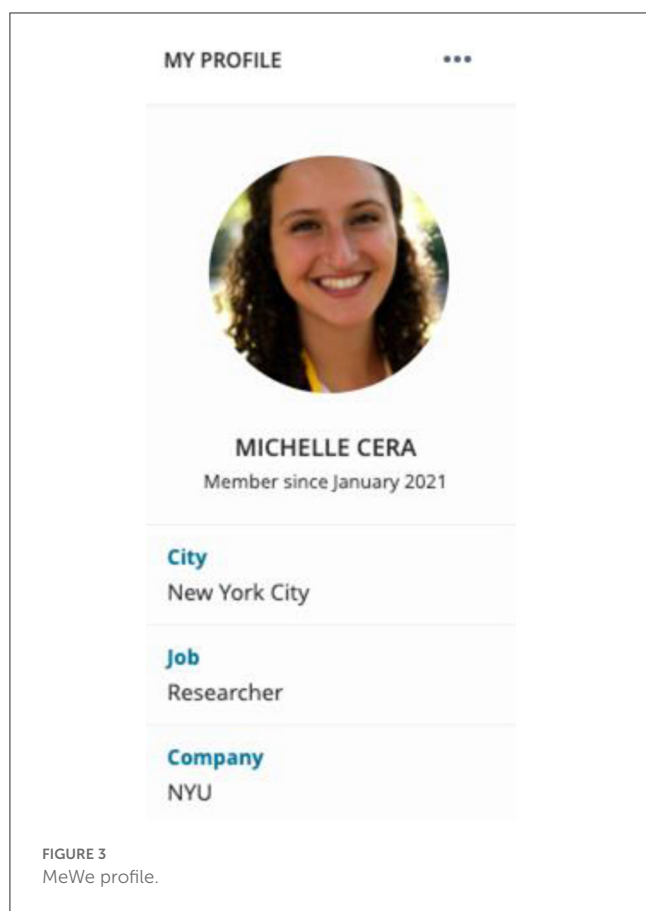 MY PROFILE
MICHELLE CERA
Member since January 2021
City
New York City
Job
Researcher
Company
NYU
FIGURE 3
MeWe profile.